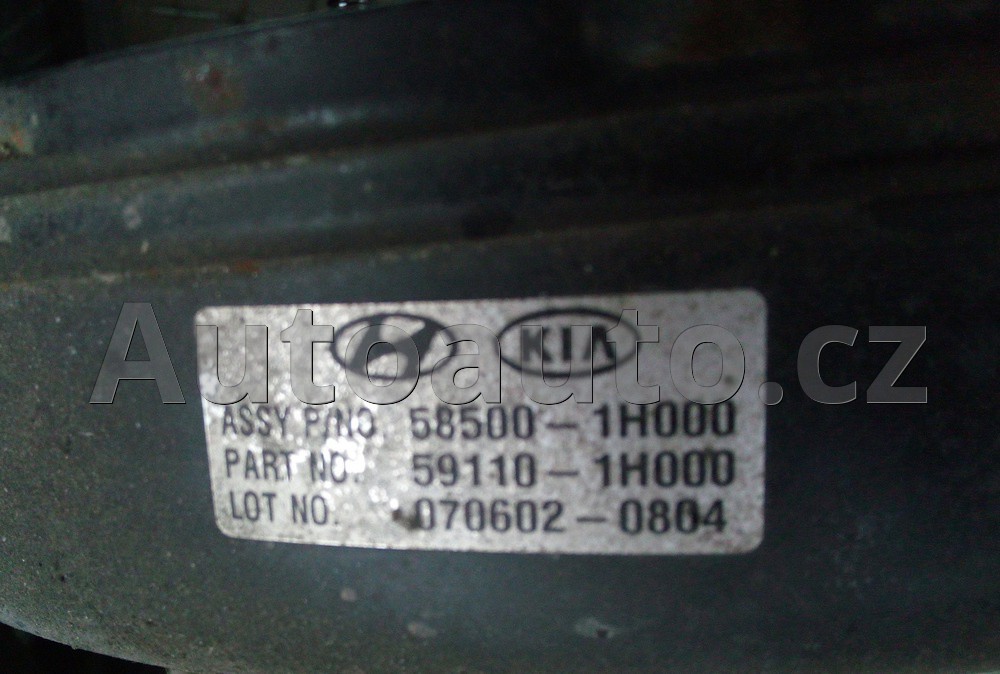 KIA
Autoauto.cz
ASSY P/NO. 58500-1H000
PART NO. 59110-1H000
LOT NO. 070602-0804